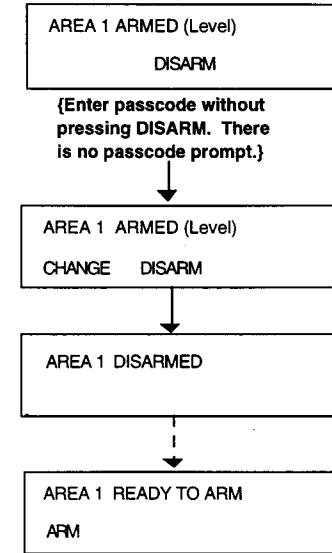 AREA 1 ARMED (Level)
DISARM
{Enter passcode without
pressing DISARM. There
is no passcode prompt.}
AREA 1 ARMED (Level)
CHANGE DISARM
AREA 1 DISARMED
AREA 1 READY TO ARM
ARM